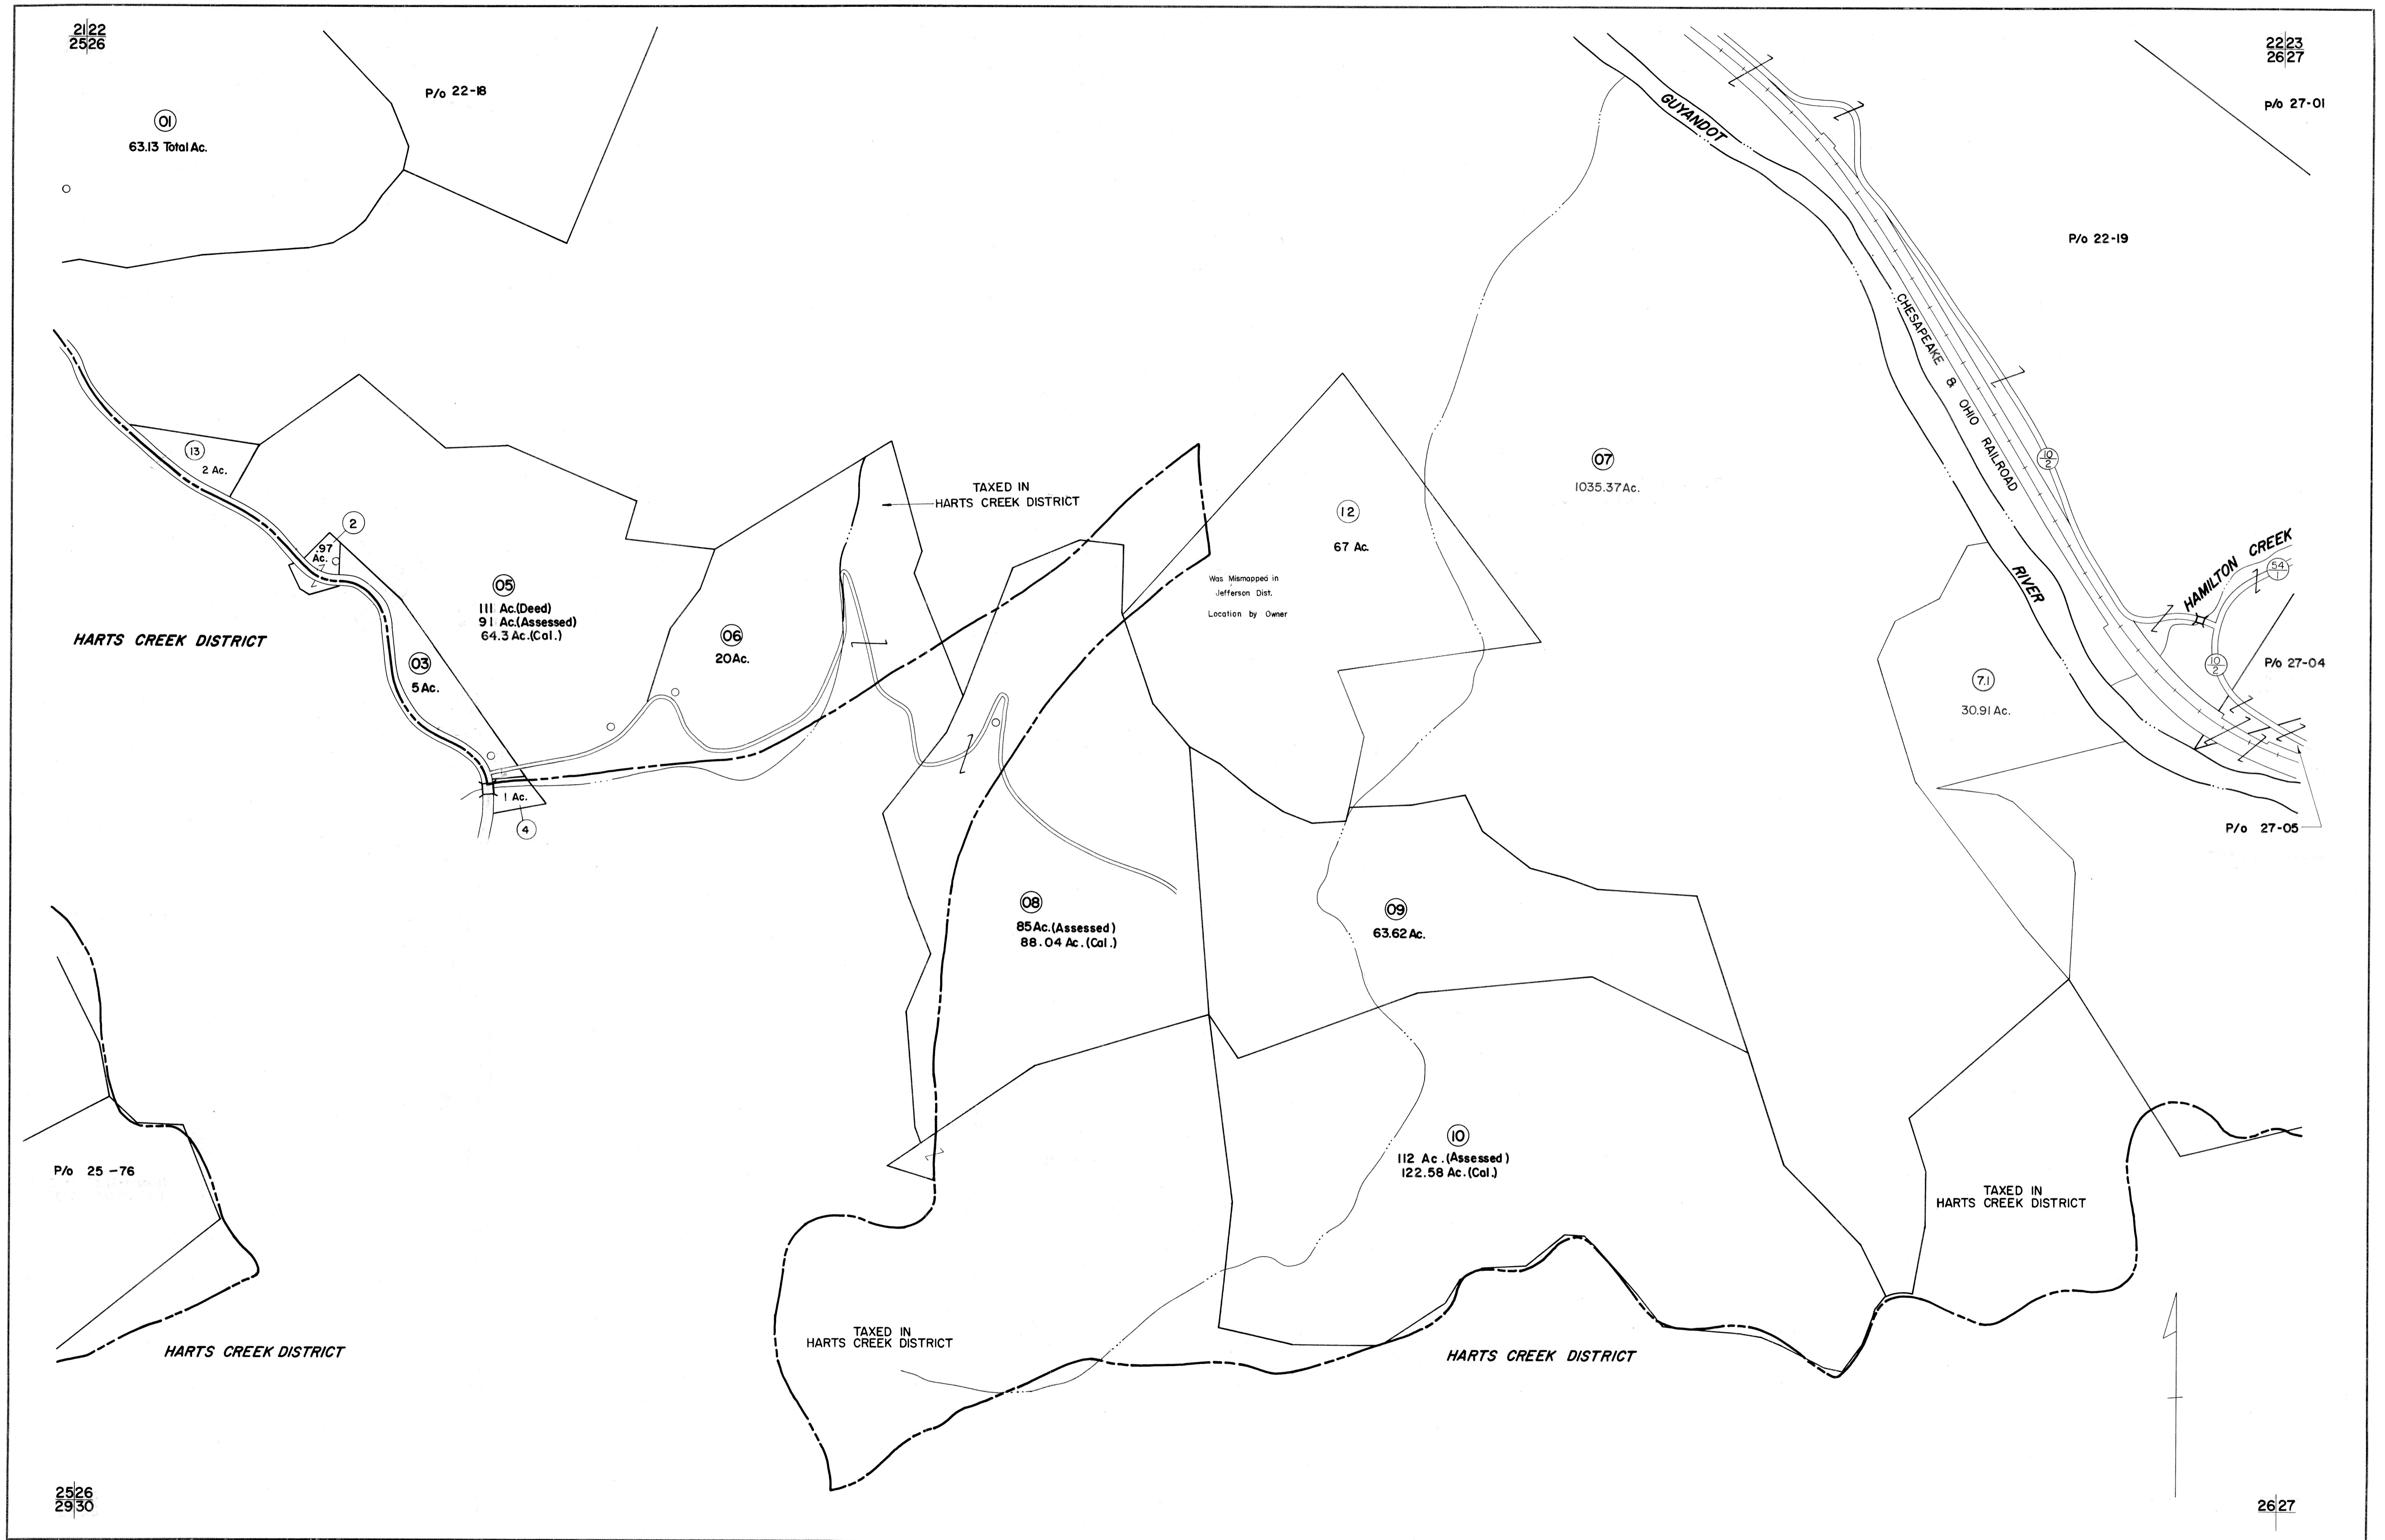 21 22
25 26
22 23
26 27
P/o 22-18
01
63.13 Total Ac.
p/o 27-01
GUYANDOT
P/o 22-19
CHESAPEAKE & OHIO RAILROAD
13
2 Ac.
TAXED IN
HARTS CREEK DISTRICT
07
1035.37 Ac.
10
2
12
67 Ac.
2
.97
Ac.
Was Mismapped in
Jefferson Dist.
Location by Owner
HAMILTON CREEK
54
1
RIVER
05
111 Ac.(Deed)
91 Ac.(Assessed)
64.3 Ac.(Cal.)
HARTS CREEK DISTRICT
06
20 Ac.
03
5 Ac.
10
2
P/o 27-04
7.1
30.91 Ac.
1 Ac.
4
P/o 27-05
08
85 Ac.(Assessed)
88.04 Ac.(Cal.)
09
63.62 Ac.
10
112 Ac.(Assessed)
122.58 Ac.(Cal.)
P/o 25-76
TAXED IN
HARTS CREEK DISTRICT
TAXED IN
HARTS CREEK DISTRICT
HARTS CREEK DISTRICT
HARTS CREEK DISTRICT
25 26
29 30
26 27